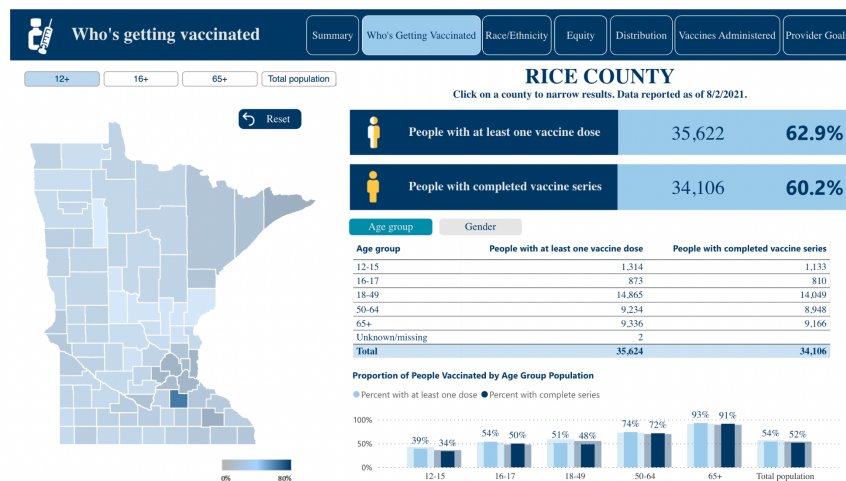 Who's getting vaccinated
Summary
Who's Getting Vaccinated
Race/Ethnicity
Equity
Distribution
Vaccines Administered
Provider Goal
12+
16+
65+
Total population
RICE COUNTY
Click on a county to narrow results. Data reported as of 8/2/2021.
Reset
People with at least one vaccine dose 35,622 62.9%
People with completed vaccine series 34,106 60.2%
Age group
Gender
Age group People with at least one vaccine dose People with completed vaccine series
12-15 1,314 1,133
16-17 873 810
18-49 14,865 14,049
50-64 9,234 8,948
65+ 9,336 9,166
Unknown/missing 2
Total 35,624 34,106
Proportion of People Vaccinated by Age Group Population
Percent with at least one dose Percent with complete series
100%
50%
0%
39% 34%
54% 50%
51% 48%
74% 72%
93% 91%
54% 52%
12-15 16-17 18-49 50-64 65+ Total population
0% 80%